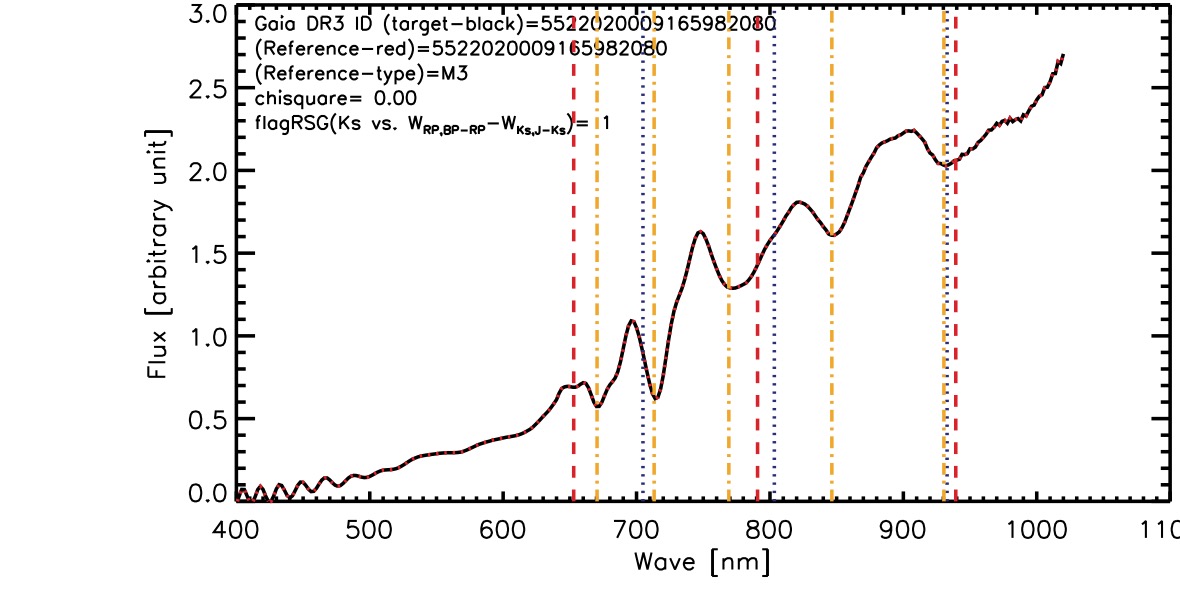 3.0
Gaia DR3 ID (target-black)=5522020009165982080
(Reference-red)=5522020009165982080
(Reference-type)=M3
chisquare= 0.00
flagRSG(Ks vs. WRP,BP-RP-WKs,J-Ks)= 1
2.5
2.0
1.5
1.0
0.5
0.0
Flux [arbitrary unit]
400 500 600 700 800 900 1000 110
Wave [nm]